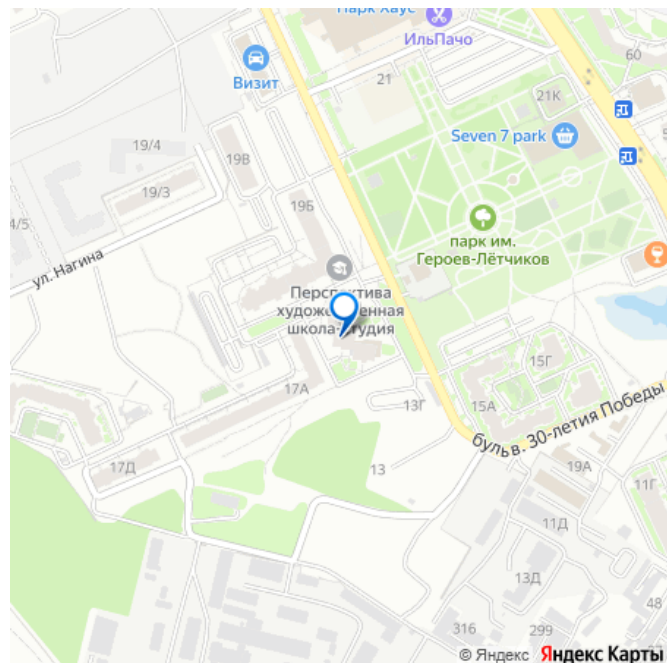 Парк Хаус
ИльПачо
60
21
Визит
21К
Seven 7 park
19/4
19В
19/3
19Б
4/5
ул. Нагина
парк им.
Героев-Лётчиков
Перспектива
художественная
школа-студия
15Г
17А
13Г
15А
бульв. 30-летия Победы
13
19А
17Д
11Г
11Д
13Д
48
316
299
© Яндекс Яндекс Карты